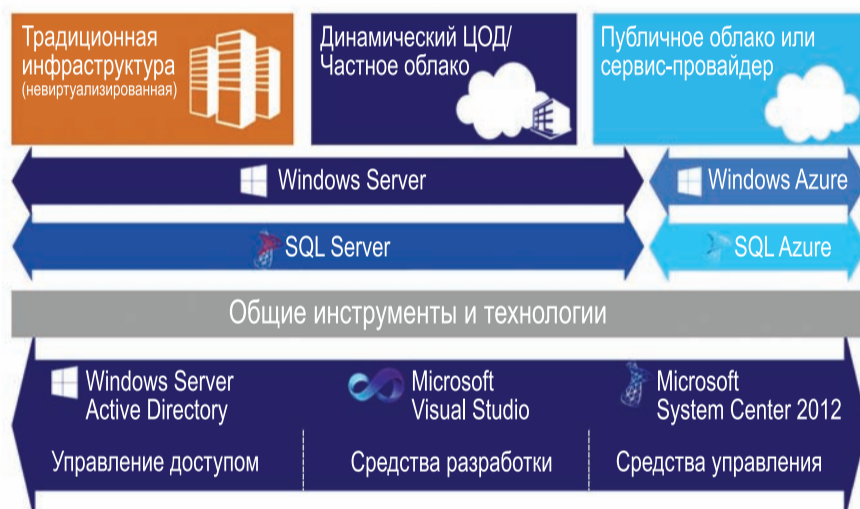 Традиционная
инфраструктура
(невиртуализированная)
Динамический ЦОД/
Частное облако
Публичное облако или
сервис-провайдер
Windows Server
Windows Azure
SQL Server
SQL Azure
Общие инструменты и технологии
Windows Server
Active Directory
Управление доступом
Microsoft
Visual Studio
Средства разработки
Microsoft
System Center 2012
Средства управления